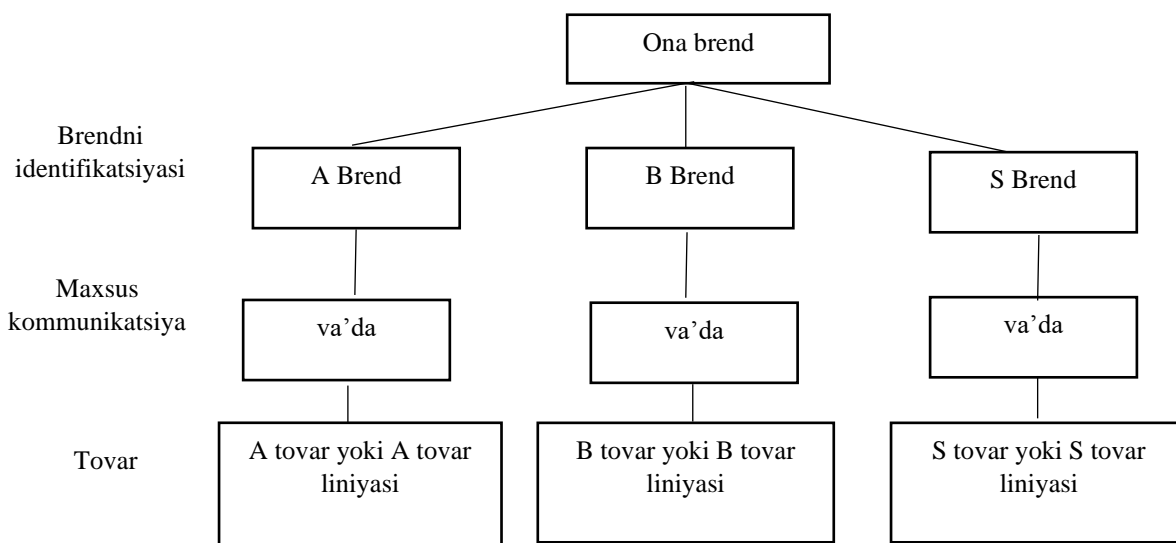 Ona brend
Brendni
identifikatsiyasi
A Brend
B Brend
S Brend
Maxsus
kommunikatsiya
va’da
va’da
va’da
Tovar
A tovar yoki A tovar
liniyasi
B tovar yoki B tovar
liniyasi
S tovar yoki S tovar
liniyasi